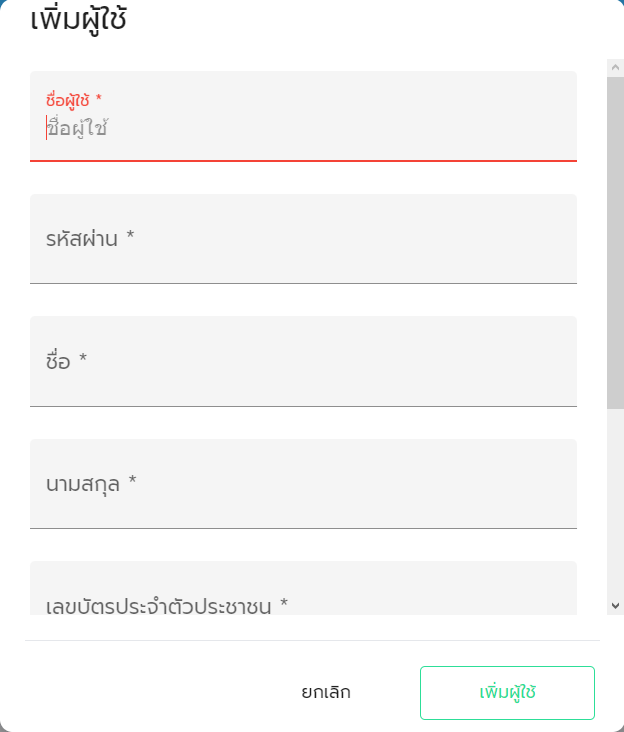 เพิ่มผู้ใช้
ชื่อผู้ใช้ *
ชื่อผู้ใช้
รหัสผ่าน *
ชื่อ *
นามสกุล *
เลขบัตรประจำตัวประชาชน *
ยกเลิก
เพิ่มผู้ใช้